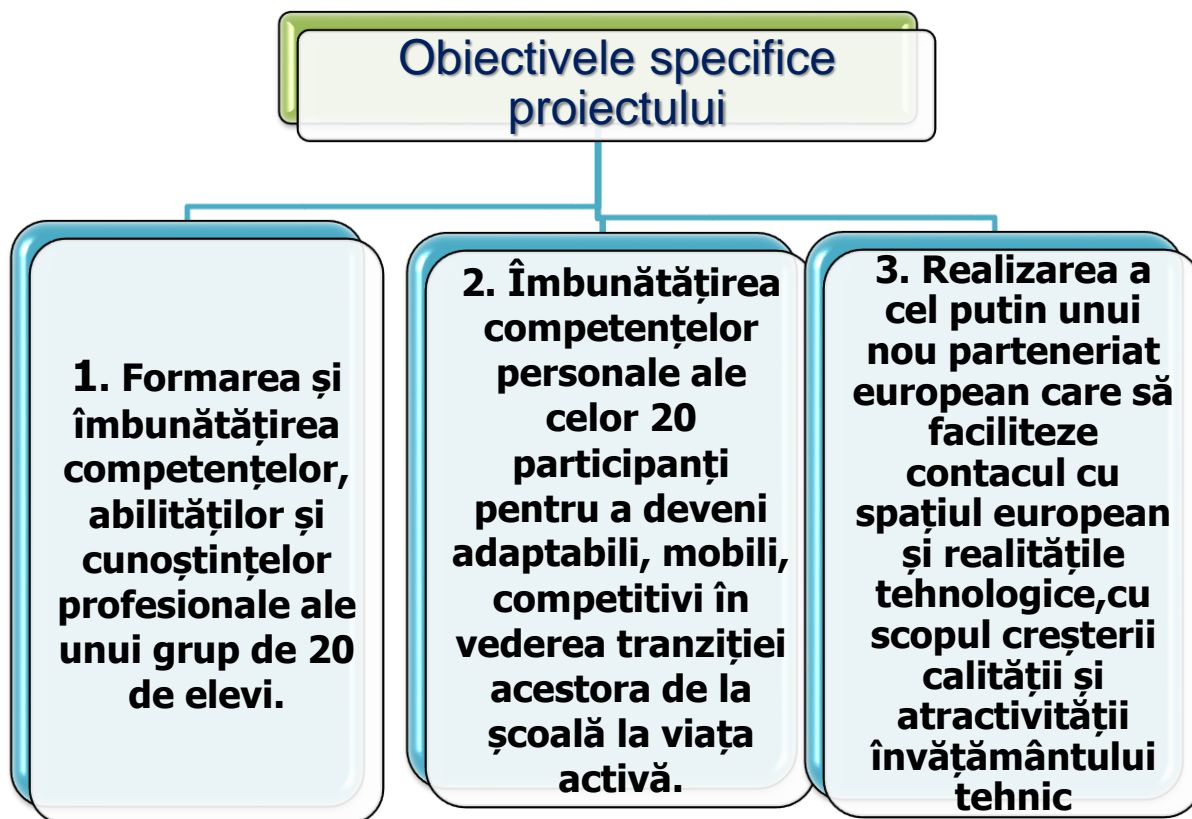 Obiectivele specifice
proiectului
1. Formarea și
îmbunătățirea
competențelor,
abilităților și
cunoștințelor
profesionale ale
unui grup de 20
de elevi.
2. Îmbunătățirea
competențelor
personale ale
celor 20
participanți
pentru a deveni
adaptabili, mobili,
competitivi în
vederea tranziției
acestora de la
școală la viața
activă.
3. Realizarea a
cel putin unui
nou parteneriat
european care să
faciliteze
contacul cu
spațiul european
și realitățile
tehnologice,cu
scopul creșterii
calității și
atractivității
învățământului
tehnic